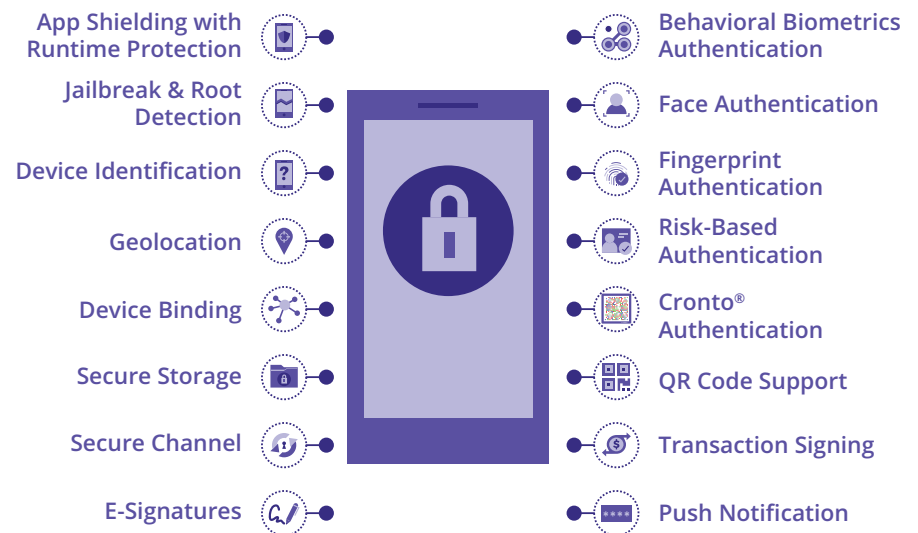 App Shielding with
Runtime Protection
Jailbreak & Root
Detection
Device Identification
?
Geolocation
Device Binding
Secure Storage
Secure Channel
E-Signatures
Behavioral Biometrics
Authentication
Face Authentication
Fingerprint
Authentication
Risk-Based
Authentication
Cronto®
Authentication
QR Code Support
Transaction Signing
$
Push Notification
****